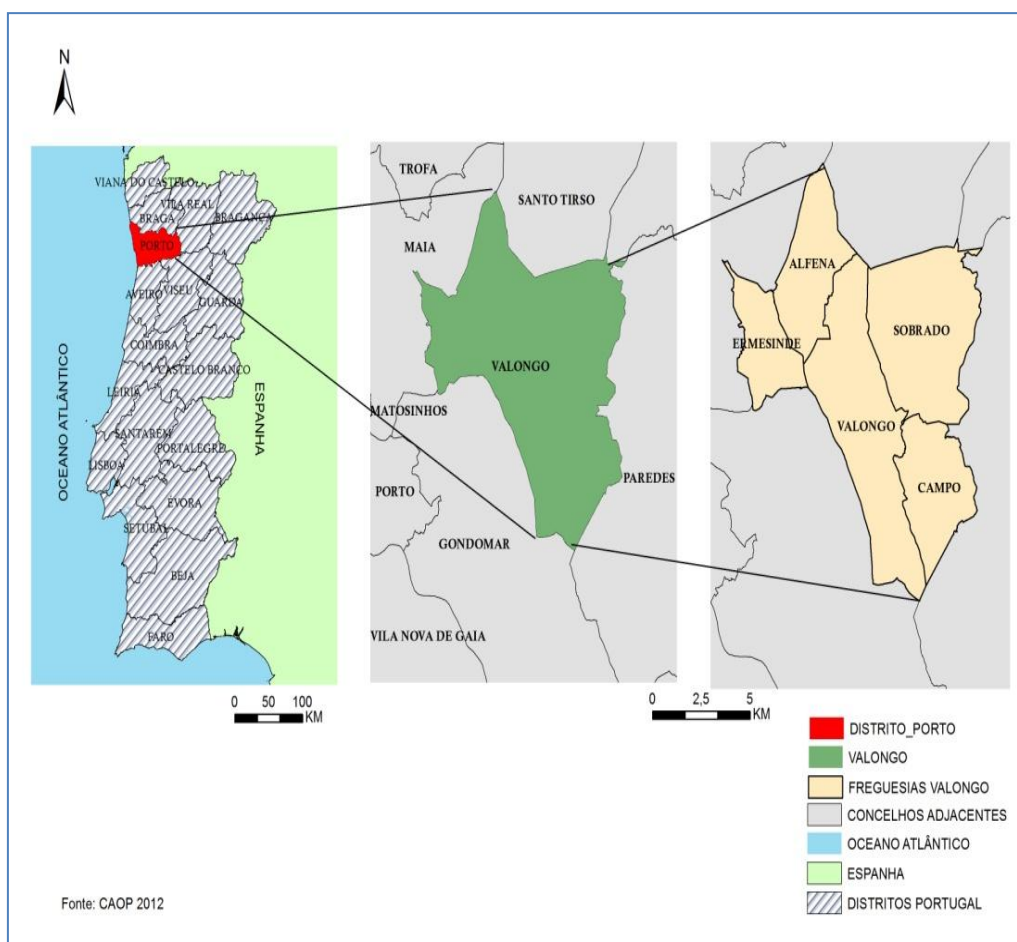 N
VIANA DO CASTELO
VILA REAL
BRAGANÇA
BRAGA
PORTO
AVEIRO
VISEU
GUARDA
COIMBRA
CASTELO BRANCO
LEIRIA
SANTARÉM
PORTALEGRE
LISBOA
ÉVORA
SETUBAL
BEJA
FARO
OCEANO ATLÂNTICO
ESPANHA
0 50 100
KM
TROFA
SANTO TIRSO
MAIA
VALONGO
MATOSINHOS
PORTO
PAREDES
GONDOMAR
VILA NOVA DE GAIA
0 2,5 5
KM
ALFENA
ERMESINDE
SOBRADO
VALONGO
CAMPO
DISTRITO_PORTO
VALONGO
FREGUESIAS VALONGO
CONCELHOS ADJACENTES
OCEANO ATLÂNTICO
ESPANHA
DISTRITOS PORTUGAL
Fonte: CAOP 2012